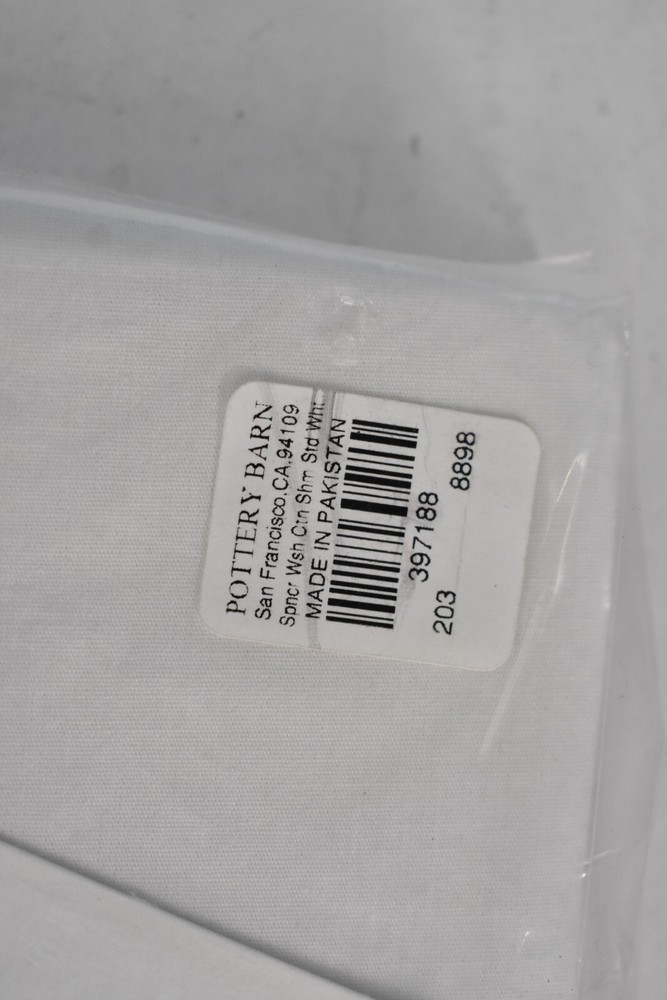 POTTERY BARN
San Francisco,CA,94109
Spncr Wsh Ctn Shm Std Wht
MADE IN PAKISTAN
397188
203 8898